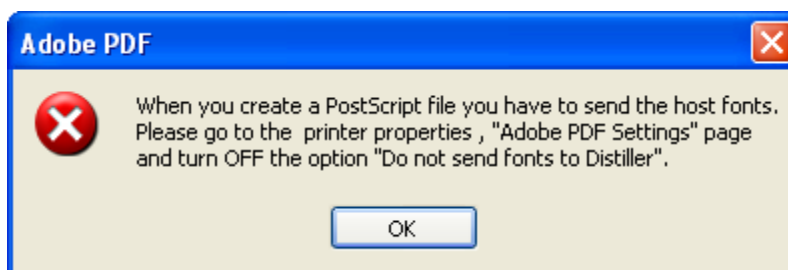 Adobe PDF
When you create a PostScript file you have to send the host fonts.
Please go to the  printer properties , "Adobe PDF Settings" page
and turn OFF the option "Do not send fonts to Distiller".
OK